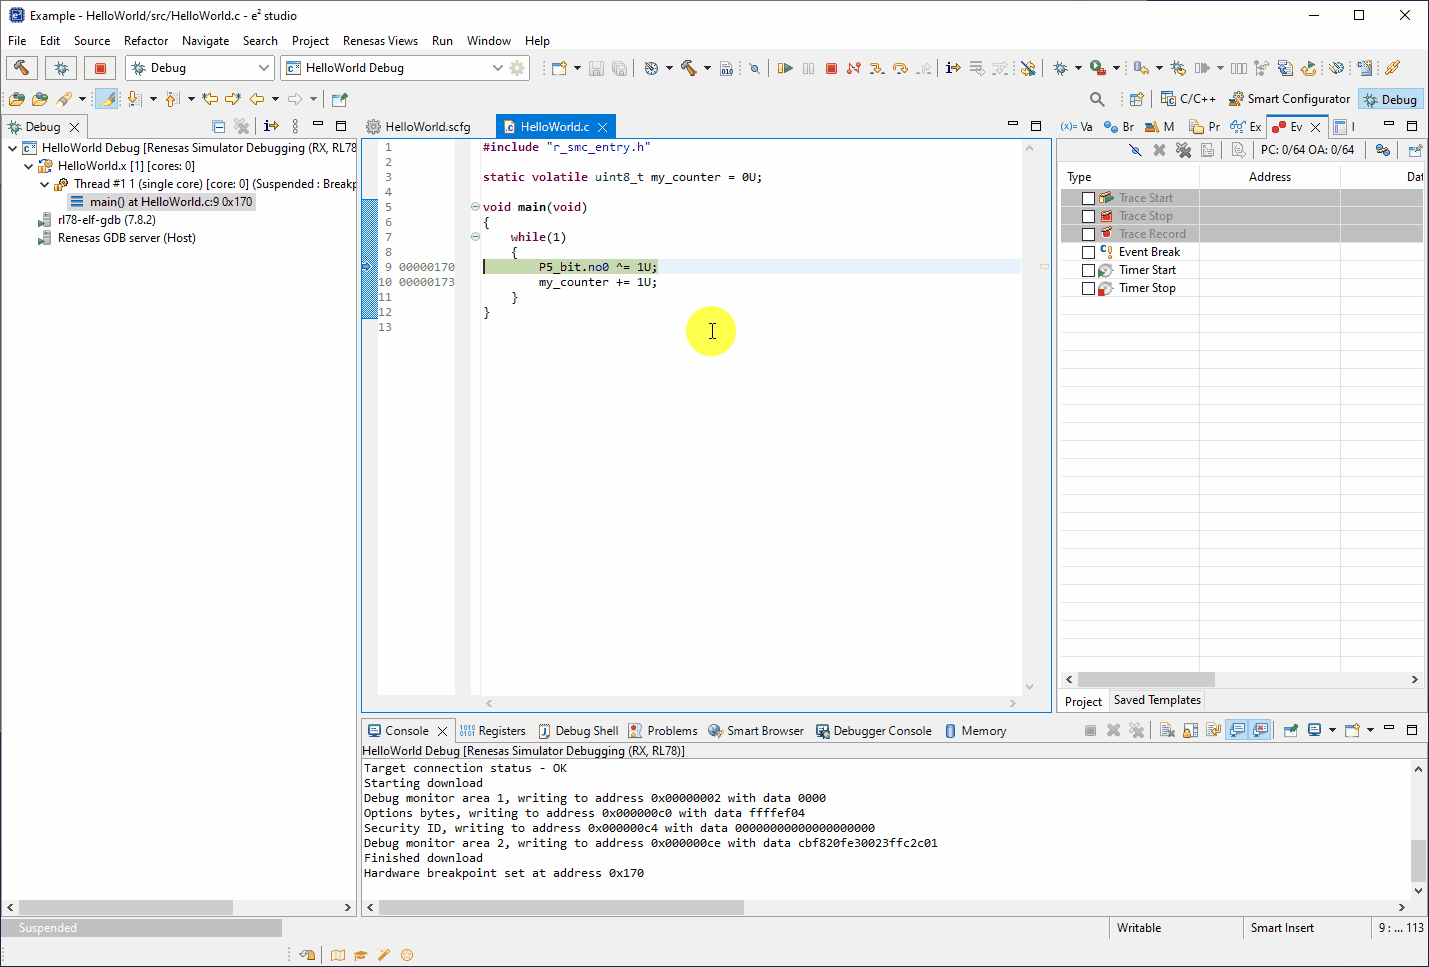 Example - HelloWorld/src/HelloWorld.c - e² studio
File Edit Source Refactor Navigate Search Project Renesas Views Run Window Help
Debug
HelloWorld Debug
C/C++
Smart Configurator
Debug
Debug
HelloWorld Debug [Renesas Simulator Debugging (RX, RL78
HelloWorld.x [1] [cores: 0]
Thread #1 1 (single core) [core: 0] (Suspended : Breakp
main() at HelloWorld.c:9 0x170
rl78-elf-gdb (7.8.2)
Renesas GDB server (Host)
HelloWorld.scfg
HelloWorld.c
1 #include "r_smc_entry.h"
2
3 static volatile uint8_t my_counter = 0U;
4
5 void main(void)
6 {
7 while(1)
8 {
9 00000170 P5_bit.no0 ^= 1U;
10 00000173 my_counter += 1U;
11 }
12 }
13
(x)= Va Br M Pr Ex Ev I
PC: 0/64 OA: 0/64
Type Address Dat
Trace Start
Trace Stop
Trace Record
Event Break
Timer Start
Timer Stop
Project Saved Templates
Console Registers Debug Shell Problems Smart Browser Debugger Console Memory
HelloWorld Debug [Renesas Simulator Debugging (RX, RL78)]
Target connection status - OK
Starting download
Debug monitor area 1, writing to address 0x00000002 with data 0000
Options bytes, writing to address 0x000000c0 with data ffffef04
Security ID, writing to address 0x000000c4 with data 00000000000000000000
Debug monitor area 2, writing to address 0x000000ce with data cbf820fe30023ffc2c01
Finished download
Hardware breakpoint set at address 0x170
Suspended
Writable
Smart Insert
9 : ... 113